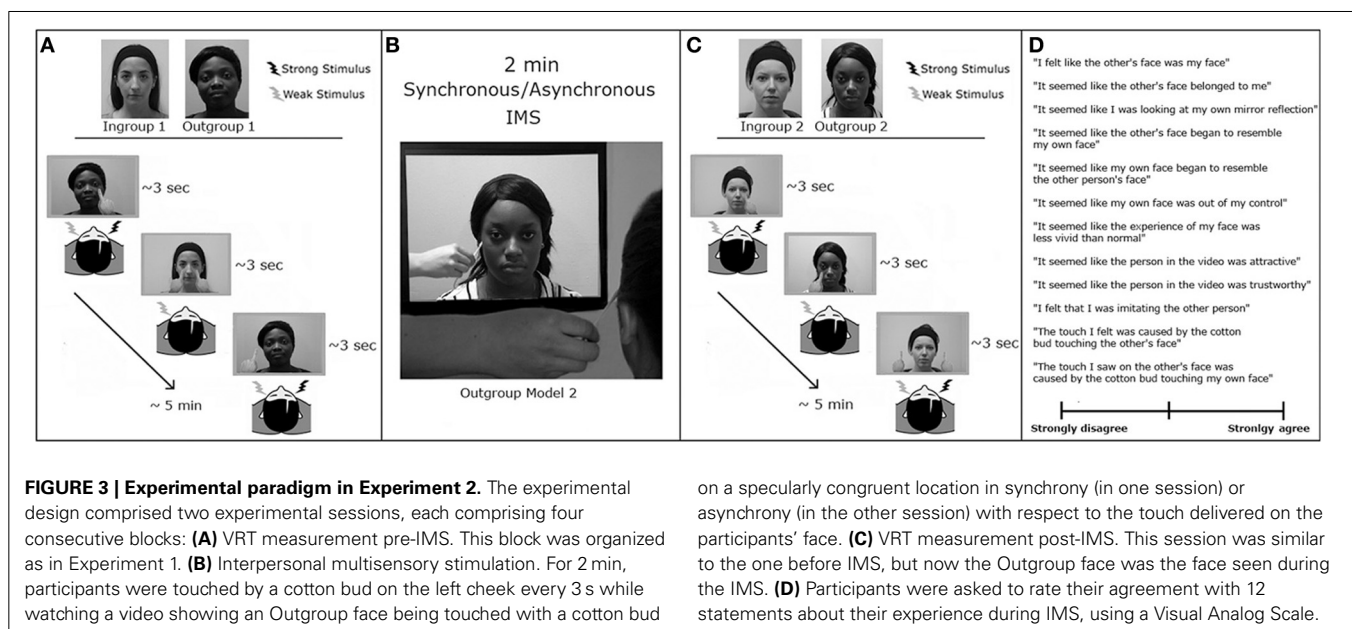 A
Strong Stimulus
Weak Stimulus
Ingroup 1
Outgroup 1
~3 sec
~3 sec
~3 sec
~ 5 min
B
2 min
Synchronous/Asynchronous
IMS
Outgroup Model 2
C
Strong Stimulus
Weak Stimulus
Ingroup 2
Outgroup 2
~3 sec
~3 sec
~3 sec
~ 5 min
D
"I felt like the other's face was my face"
"It seemed like the other's face belonged to me"
"It seemed like I was looking at my own mirror reflection"
"It seemed like the other's face began to resemble
my own face"
"It seemed like my own face began to resemble
the other person's face"
"It seemed like my own face was out of my control"
"It seemed like the experience of my face was
less vivid than normal"
"It seemed like the person in the video was attractive"
"It seemed like the person in the video was trustworthy"
"I felt that I was imitating the other person"
"The touch I felt was caused by the cotton
bud touching the other's face"
"The touch I saw on the other's face was
caused by the cotton bud touching my own face"
Strongly disagree
Stronlgy agree
FIGURE 3 | Experimental paradigm in Experiment 2. The experimental
design comprised two experimental sessions, each comprising four
consecutive blocks: (A) VRT measurement pre-IMS. This block was organized
as in Experiment 1. (B) Interpersonal multisensory stimulation. For 2 min,
participants were touched by a cotton bud on the left cheek every 3 s while
watching a video showing an Outgroup face being touched with a cotton bud
on a specularly congruent location in synchrony (in one session) or
asynchrony (in the other session) with respect to the touch delivered on the
participants' face. (C) VRT measurement post-IMS. This session was similar
to the one before IMS, but now the Outgroup face was the face seen during
the IMS. (D) Participants were asked to rate their agreement with 12
statements about their experience during IMS, using a Visual Analog Scale.